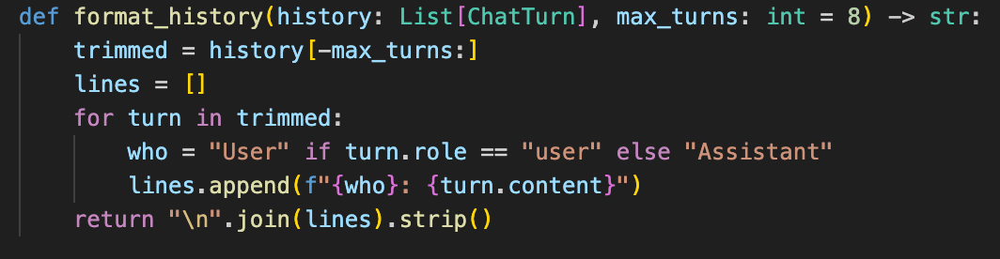 def format_history(history: List[ChatTurn], max_turns: int = 8) -> str:
    trimmed = history[-max_turns:]
    lines = []
    for turn in trimmed:
        who = "User" if turn.role == "user" else "Assistant"
        lines.append(f"{who}: {turn.content}")
    return "\n".join(lines).strip()